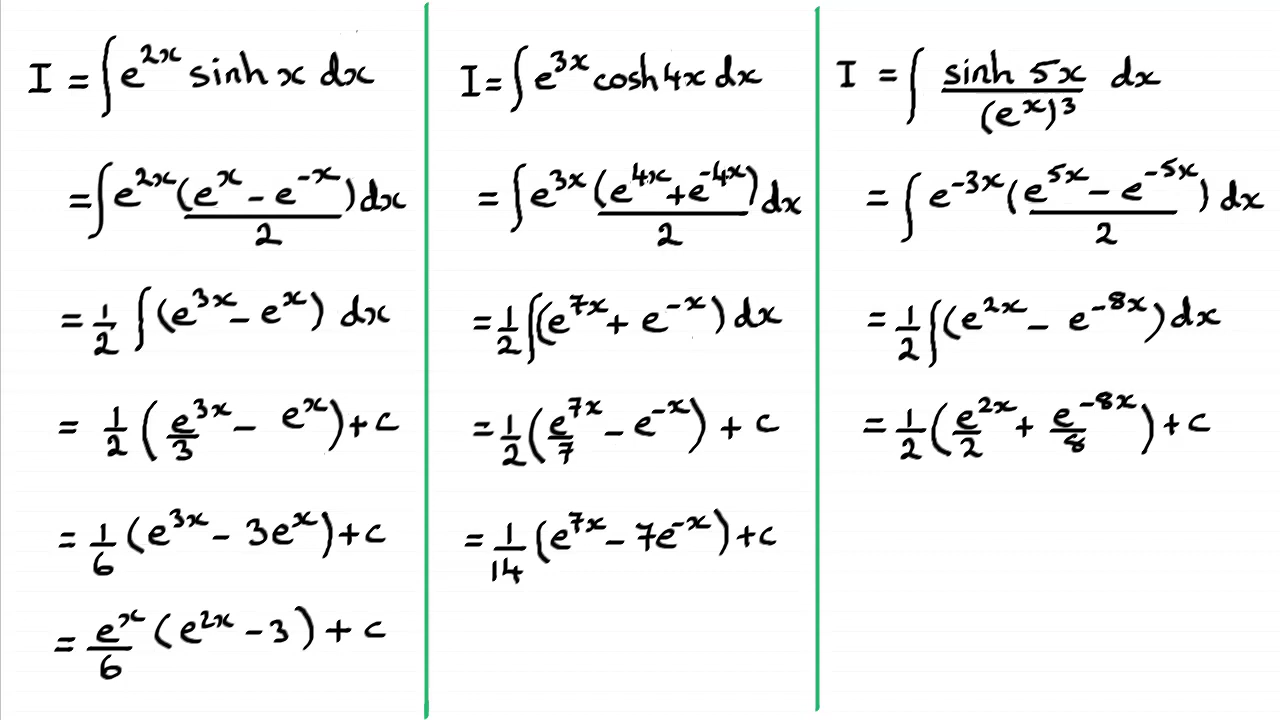 I = ∫ e^{2x} sinh x dx
= ∫ e^{2x} (e^x - e^{-x})/2 dx
= 1/2 ∫ (e^{3x} - e^x) dx
= 1/2 (e^{3x}/3 - e^x) + c
= 1/6 (e^{3x} - 3e^x) + c
= e^x/6 (e^{2x} - 3) + c
I = ∫ e^{3x} cosh 4x dx
= ∫ e^{3x} (e^{4x} + e^{-4x})/2 dx
= 1/2 ∫ (e^{7x} + e^{-x}) dx
= 1/2 (e^{7x}/7 - e^{-x}) + c
= 1/14 (e^{7x} - 7e^{-x}) + c
I = ∫ sinh 5x/(e^x)^3 dx
= ∫ e^{-3x} (e^{5x} - e^{-5x})/2 dx
= 1/2 ∫ (e^{2x} - e^{-8x}) dx
= 1/2 (e^{2x}/2 + e^{-8x}/8) + c